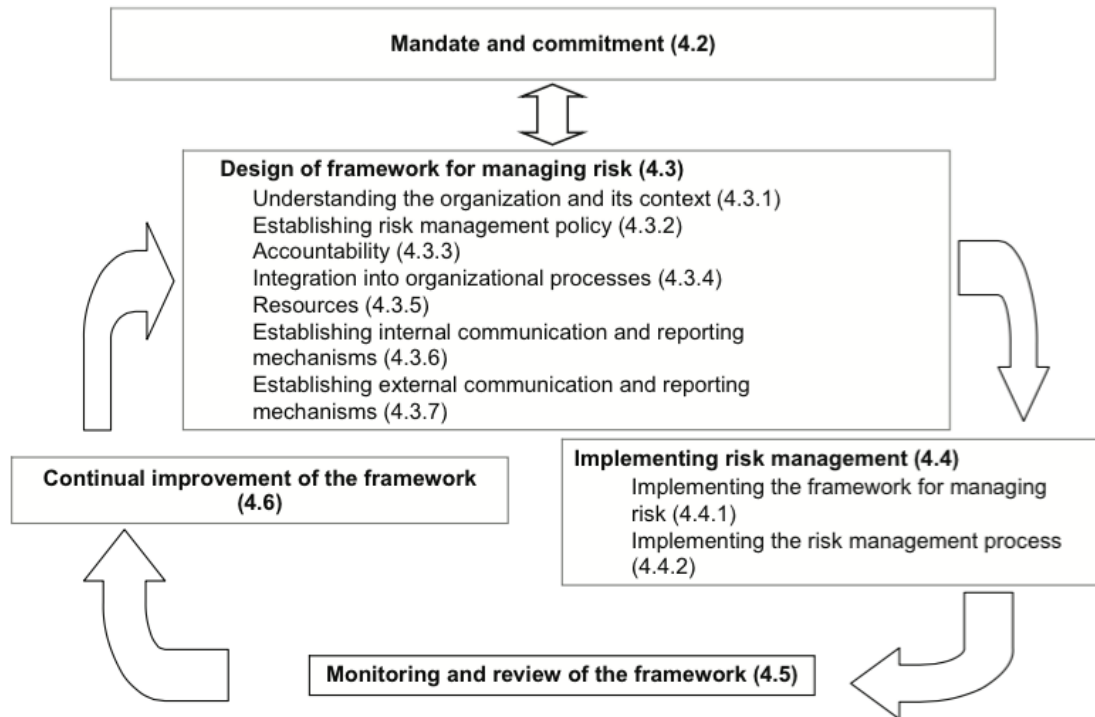 Mandate and commitment (4.2)
Design of framework for managing risk (4.3)
Understanding the organization and its context (4.3.1)
Establishing risk management policy (4.3.2)
Accountability (4.3.3)
Integration into organizational processes (4.3.4)
Resources (4.3.5)
Establishing internal communication and reporting
mechanisms (4.3.6)
Establishing external communication and reporting
mechanisms (4.3.7)
Implementing risk management (4.4)
Implementing the framework for managing
risk (4.4.1)
Implementing the risk management process
(4.4.2)
Monitoring and review of the framework (4.5)
Continual improvement of the framework
(4.6)